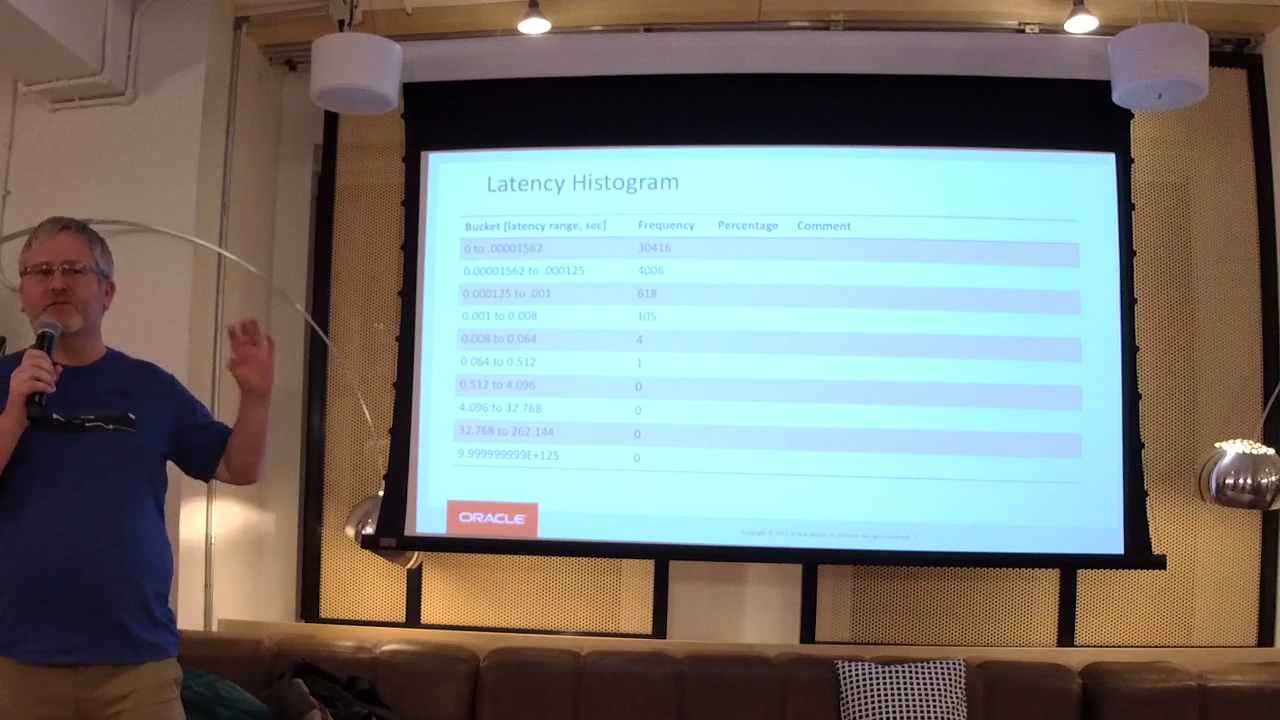 Latency Histogram
Bucket [latency range, sec] Frequency Percentage Comment
0 to .00001562 30416
0.00001562 to .000125 4006
0.000125 to .001 618
0.001 to 0.008 105
0.008 to 0.064 4
0.064 to 0.512 1
0.512 to 4.096 0
4.096 to 32.768 0
32.768 to 262.144 0
9.999999999E+125 0
ORACLE